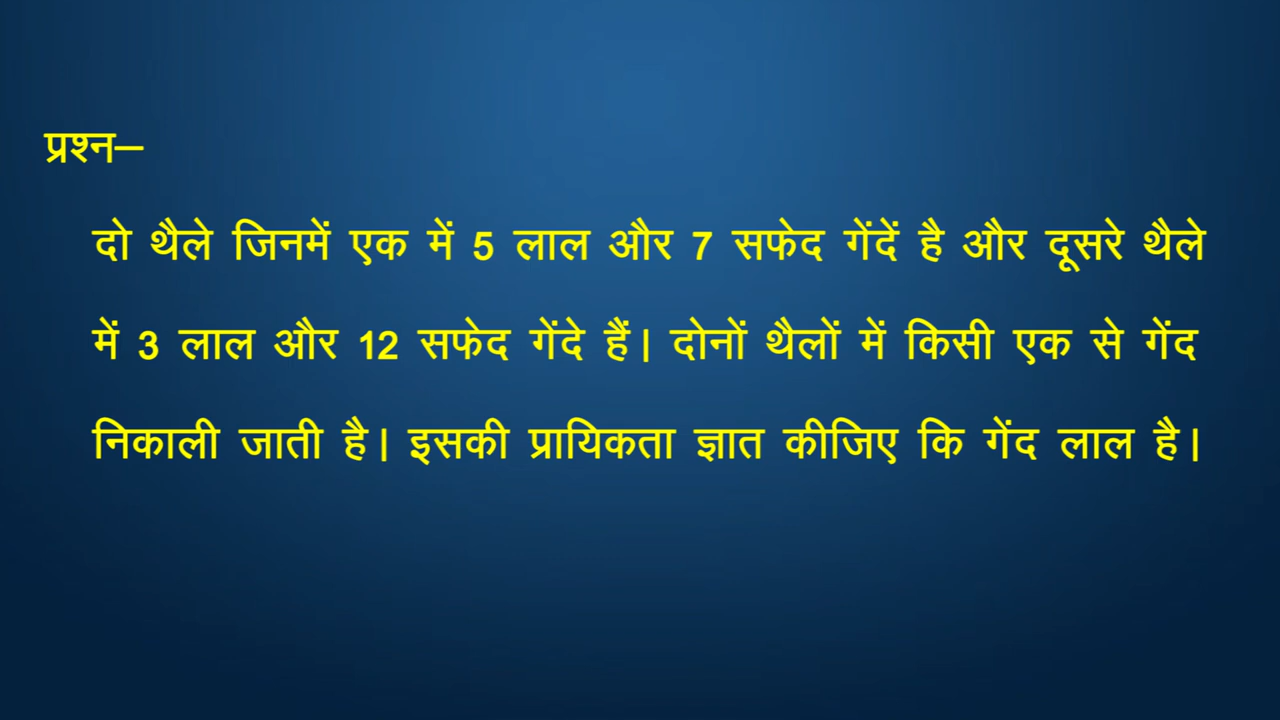 प्रश्न–
दो थैले जिनमें एक में 5 लाल और 7 सफेद गेंदें है और दूसरे थैले
में 3 लाल और 12 सफेद गेंदे हैं। दोनों थैलों में किसी एक से गेंद
निकाली जाती है। इसकी प्रायिकता ज्ञात कीजिए कि गेंद लाल है।